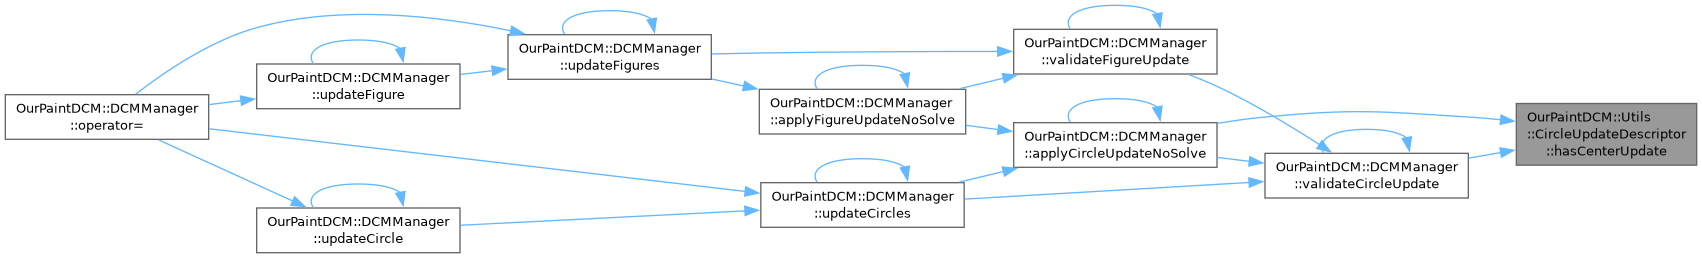 OurPaintDCM::DCMManager
::operator=
OurPaintDCM::DCMManager
::updateFigure
OurPaintDCM::DCMManager
::updateCircle
OurPaintDCM::DCMManager
::updateFigures
OurPaintDCM::DCMManager
::applyFigureUpdateNoSolve
OurPaintDCM::DCMManager
::updateCircles
OurPaintDCM::DCMManager
::validateFigureUpdate
OurPaintDCM::DCMManager
::applyCircleUpdateNoSolve
OurPaintDCM::DCMManager
::validateCircleUpdate
OurPaintDCM::Utils
::CircleUpdateDescriptor
::hasCenterUpdate